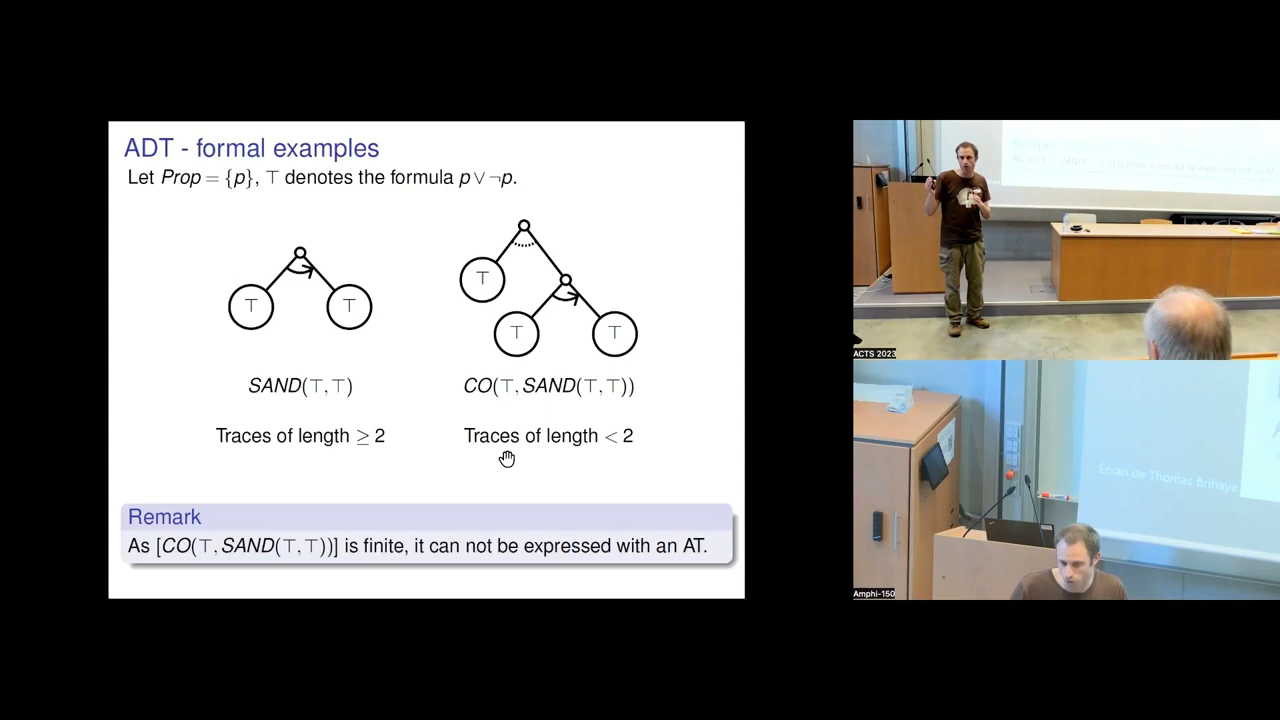 ADT - formal examples
Let Prop = {p}, ⊤ denotes the formula p ∨ ¬p.
⊤ ⊤
⊤
⊤ ⊤
SAND(⊤, ⊤)
CO(⊤, SAND(⊤, ⊤))
Traces of length ≥ 2
Traces of length < 2
Remark
As [CO(⊤, SAND(⊤, ⊤))] is finite, it can not be expressed with an AT.
ACTS 2023
Écran de Thomas Brihaye
Amphi-150